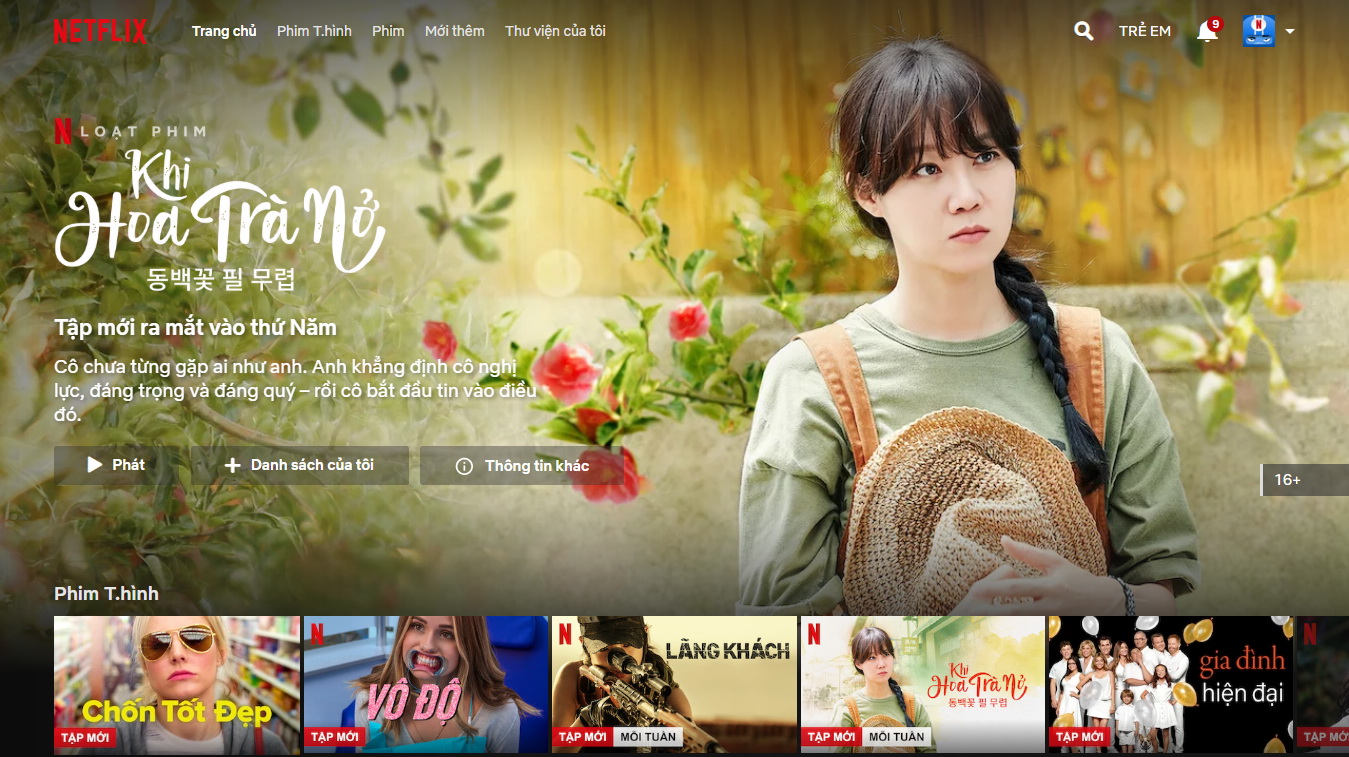 NETFLIX Trang chủ Phim T.hình Phim Mới thêm Thư viện của tôi TRẺ EM 9
N LOẠT PHIM
Khi
Hoa Trà Nở
동백꽃 필 무렵
Tập mới ra mắt vào thứ Năm
Cô chưa từng gặp ai như anh. Anh khẳng định cô nghị
lực, đáng trọng và đáng quý – rồi cô bắt đầu tin vào điều
đó.
Phát Danh sách của tôi Thông tin khác
16+
Phim T.hình
Chốn Tốt Đẹp
TẬP MỚI
N
VÔ ĐỘ
TẬP MỚI
N
LÃNG KHÁCH
TẬP MỚI MỖI TUẦN
N
Khi
Hoa Trà Nở
동백꽃 필 무렵
TẬP MỚI MỖI TUẦN
gia đình
hiện đại
TẬP MỚI
N